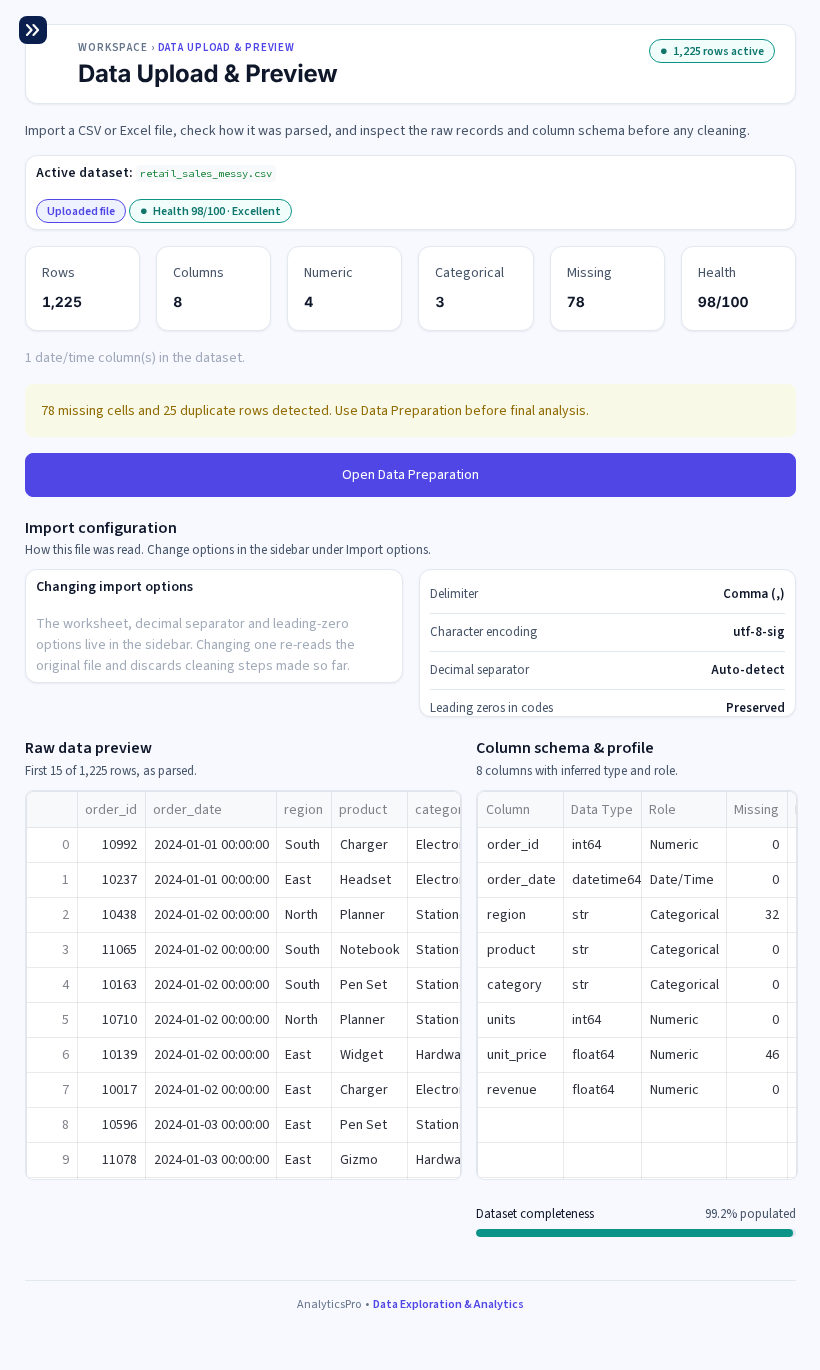 WORKSPACE › DATA UPLOAD & PREVIEW
Data Upload & Preview
1,225 rows active
Import a CSV or Excel file, check how it was parsed, and inspect the raw records and column schema before any cleaning.
Active dataset: retail_sales_messy.csv
Uploaded file Health 98/100 · Excellent
Rows Columns Numeric Categorical Missing Health
1,225 8 4 3 78 98/100
1 date/time column(s) in the dataset.
78 missing cells and 25 duplicate rows detected. Use Data Preparation before final analysis.
Open Data Preparation
Import configuration
How this file was read. Change options in the sidebar under Import options.
Changing import options
The worksheet, decimal separator and leading-zero
options live in the sidebar. Changing one re-reads the
original file and discards cleaning steps made so far.
Delimiter Comma (,)
Character encoding utf-8-sig
Decimal separator Auto-detect
Leading zeros in codes Preserved
Raw data preview
First 15 of 1,225 rows, as parsed.
order_id order_date region product categor
0 10992 2024-01-01 00:00:00 South Charger Electro
1 10237 2024-01-01 00:00:00 East Headset Electro
2 10438 2024-01-02 00:00:00 North Planner Station
3 11065 2024-01-02 00:00:00 South Notebook Station
4 10163 2024-01-02 00:00:00 South Pen Set Station
5 10710 2024-01-02 00:00:00 North Planner Station
6 10139 2024-01-02 00:00:00 East Widget Hardwa
7 10017 2024-01-02 00:00:00 East Charger Electro
8 10596 2024-01-03 00:00:00 East Pen Set Station
9 11078 2024-01-03 00:00:00 East Gizmo Hardwa
Column schema & profile
8 columns with inferred type and role.
Column Data Type Role Missing
order_id int64 Numeric 0
order_date datetime64 Date/Time 0
region str Categorical 32
product str Categorical 0
category str Categorical 0
units int64 Numeric 0
unit_price float64 Numeric 46
revenue float64 Numeric 0
Dataset completeness 99.2% populated
AnalyticsPro • Data Exploration & Analytics